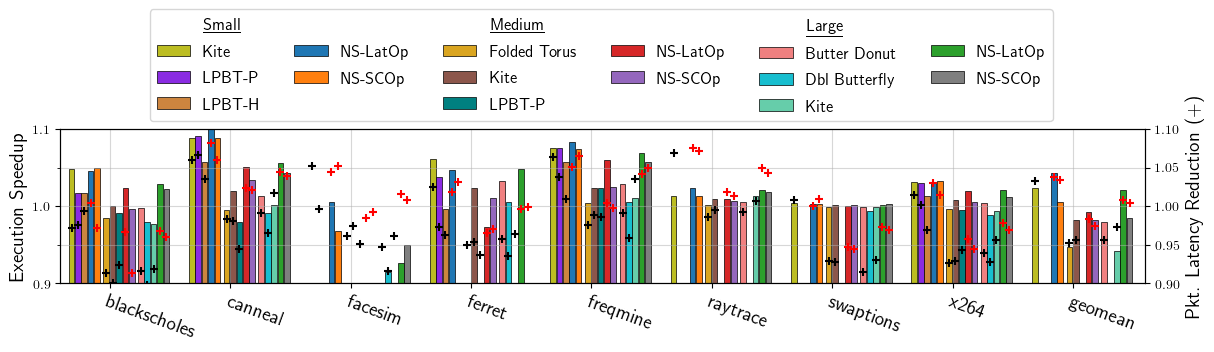 Small
Kite
LPBT-P
LPBT-H
NS-LatOp
NS-SCOp
Medium
Folded Torus
Kite
LPBT-P
NS-LatOp
NS-SCOp
Large
Butter Donut
Dbl Butterfly
Kite
NS-LatOp
NS-SCOp
Execution Speedup
1.1
1.0
0.9
Pkt. Latency Reduction (+)
1.10
1.05
1.00
0.95
0.90
blackscholes
canneal
facesim
ferret
freqmine
raytrace
swaptions
x264
geomean